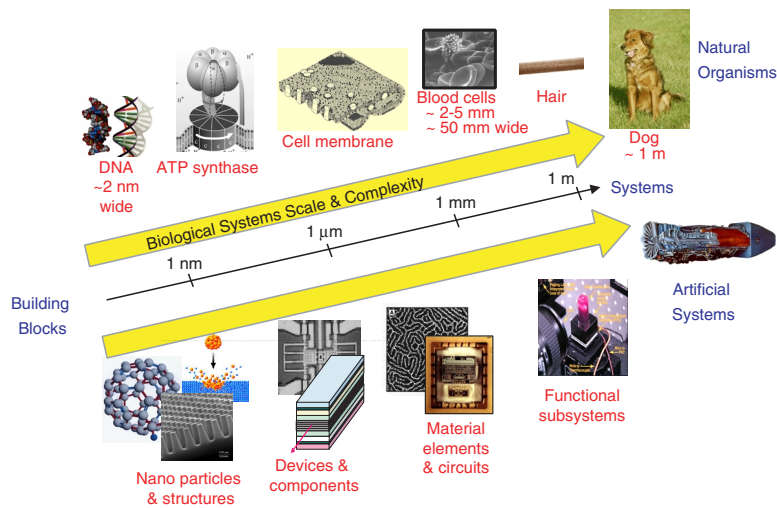 Natural
Organisms
Blood cells
~ 2-5 mm
~ 50 mm wide
Hair
Cell membrane
Dog
~ 1 m
α
α
β
β
α
H+
H+
DNA
~2 nm
wide
ATP synthase
C
C
C
Biological Systems Scale & Complexity
Systems
1 m
1 mm
1 μm
1 nm
Building
Blocks
Artificial
Systems
A
Functional
subsystems
Material
elements
& circuits
Devices &
components
Nano particles
& structures